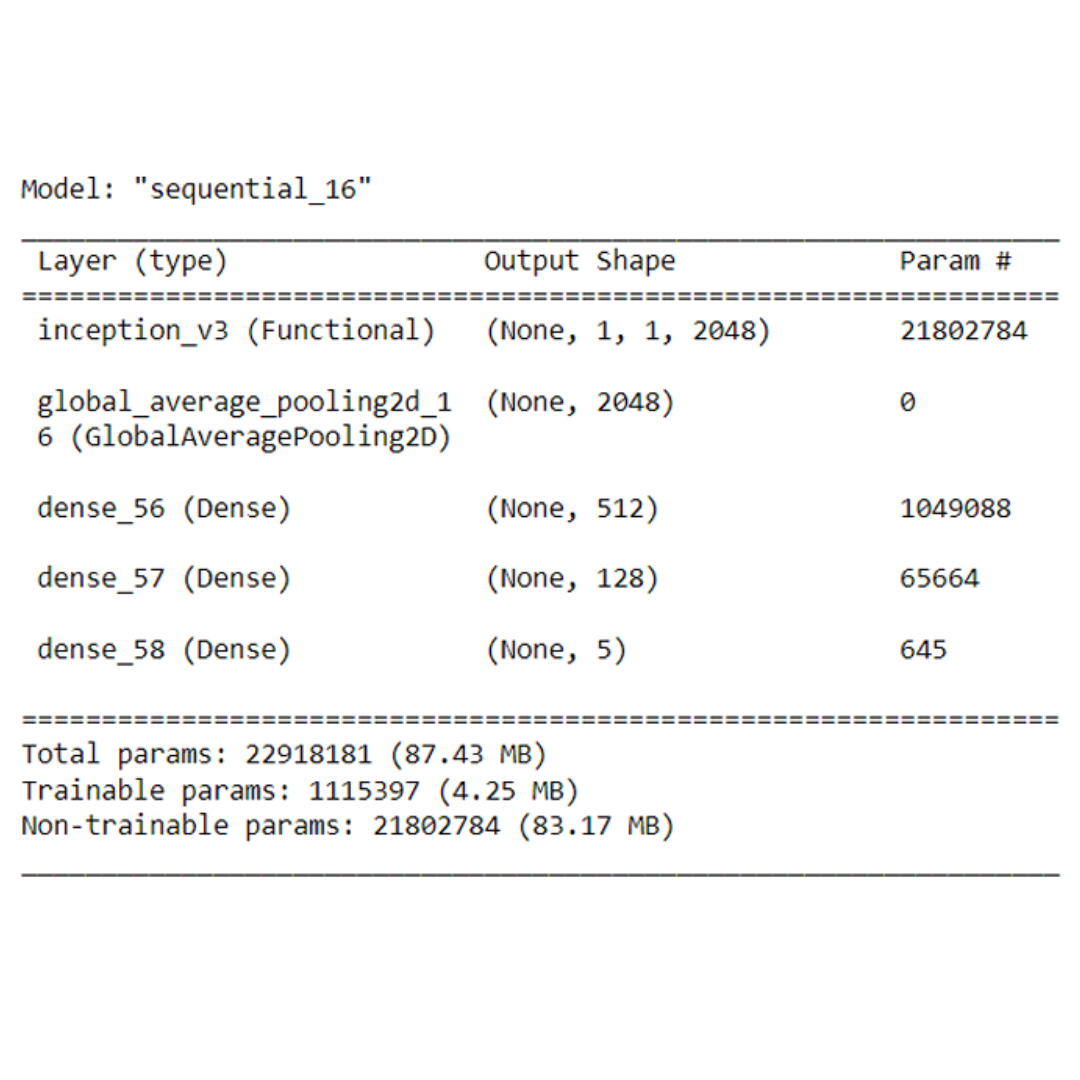 Model: "sequential_16"
Layer (type) Output Shape Param #
=================================================================
inception_v3 (Functional) (None, 1, 1, 2048) 21802784
global_average_pooling2d_1 (None, 2048) 0
6 (GlobalAveragePooling2D)
dense_56 (Dense) (None, 512) 1049088
dense_57 (Dense) (None, 128) 65664
dense_58 (Dense) (None, 5) 645
=================================================================
Total params: 22918181 (87.43 MB)
Trainable params: 1115397 (4.25 MB)
Non-trainable params: 21802784 (83.17 MB)